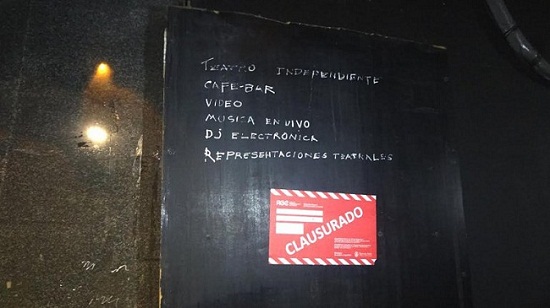 TEATRO INDEPENDIENTE
CAFE-BAR
VIDEO
MUSICA EN VIVO
DJ ELECTRONICA
REPRESENTACIONES TEATRALES
CLAUSURADO